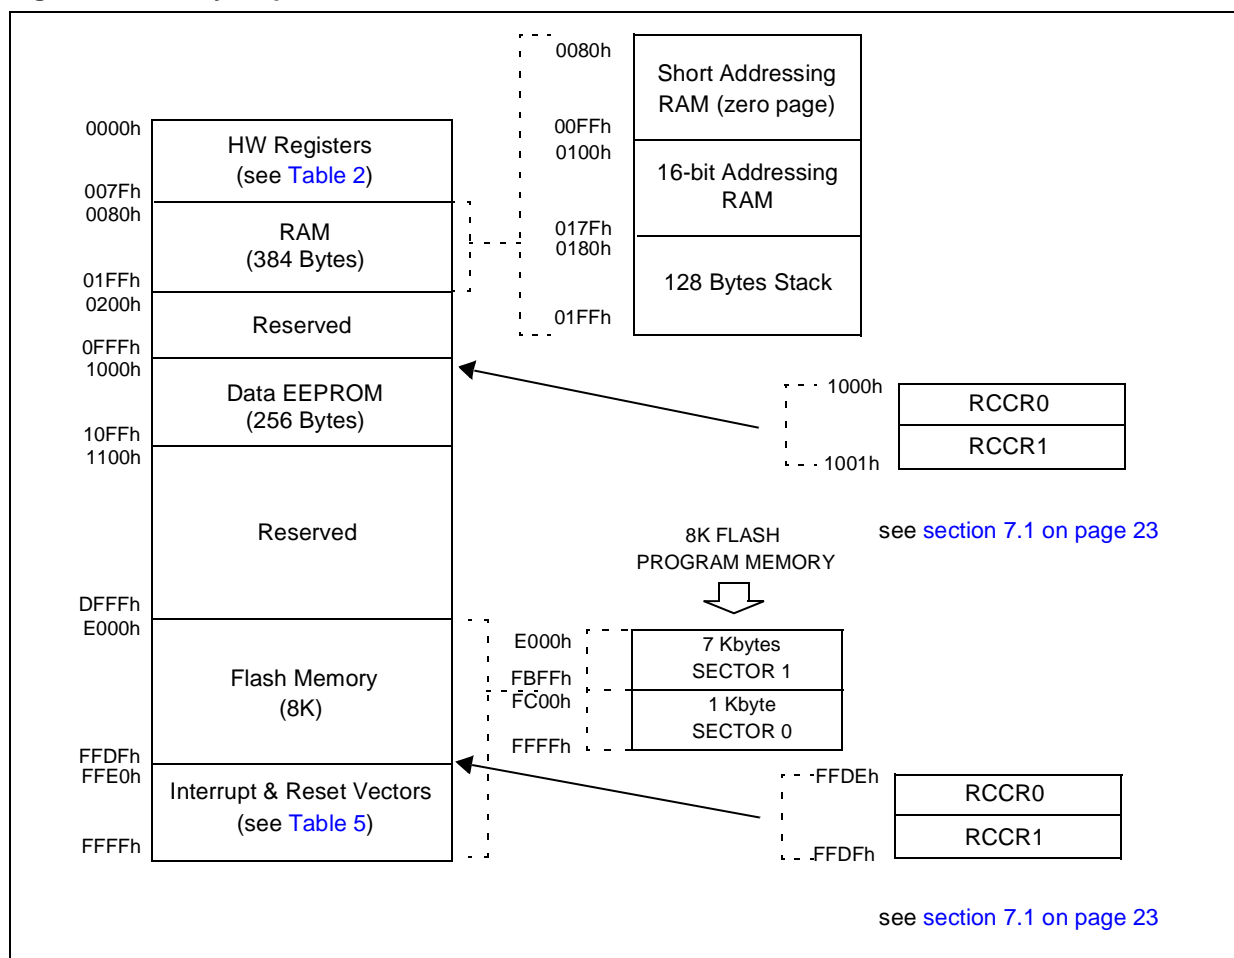 0000h
HW Registers
(see Table 2)
007Fh
0080h
RAM
(384 Bytes)
01FFh
0200h
Reserved
0FFFh
1000h
Data EEPROM
(256 Bytes)
10FFh
1100h
Reserved
DFFFh
E000h
Flash Memory
(8K)
FFDFh
FFE0h
Interrupt & Reset Vectors
(see Table 5)
FFFFh
0080h
Short Addressing
RAM (zero page)
00FFh
0100h
16-bit Addressing
RAM
017Fh
0180h
128 Bytes Stack
01FFh
1000h
RCCR0
RCCR1
1001h
see section 7.1 on page 23
8K FLASH
PROGRAM MEMORY
E000h
7 Kbytes
SECTOR 1
FBFFh
FC00h
1 Kbyte
SECTOR 0
FFFFh
FFDEh
RCCR0
RCCR1
FFDFh
see section 7.1 on page 23